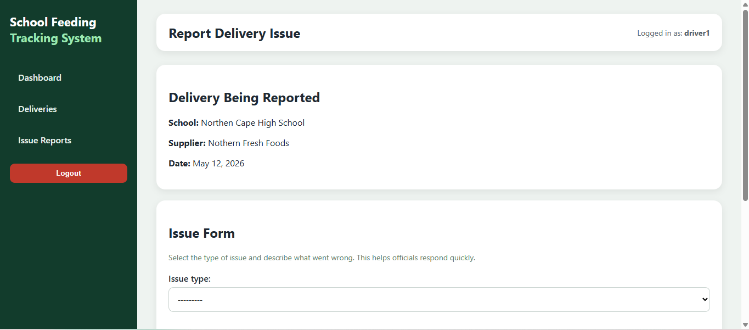 School Feeding
Tracking System
Dashboard
Deliveries
Issue Reports
Logout
Report Delivery Issue
Logged in as: driver1
Delivery Being Reported
School: Northen Cape High School
Supplier: Nothern Fresh Foods
Date: May 12, 2026
Issue Form
Select the type of issue and describe what went wrong. This helps officials respond quickly.
Issue type:
---------